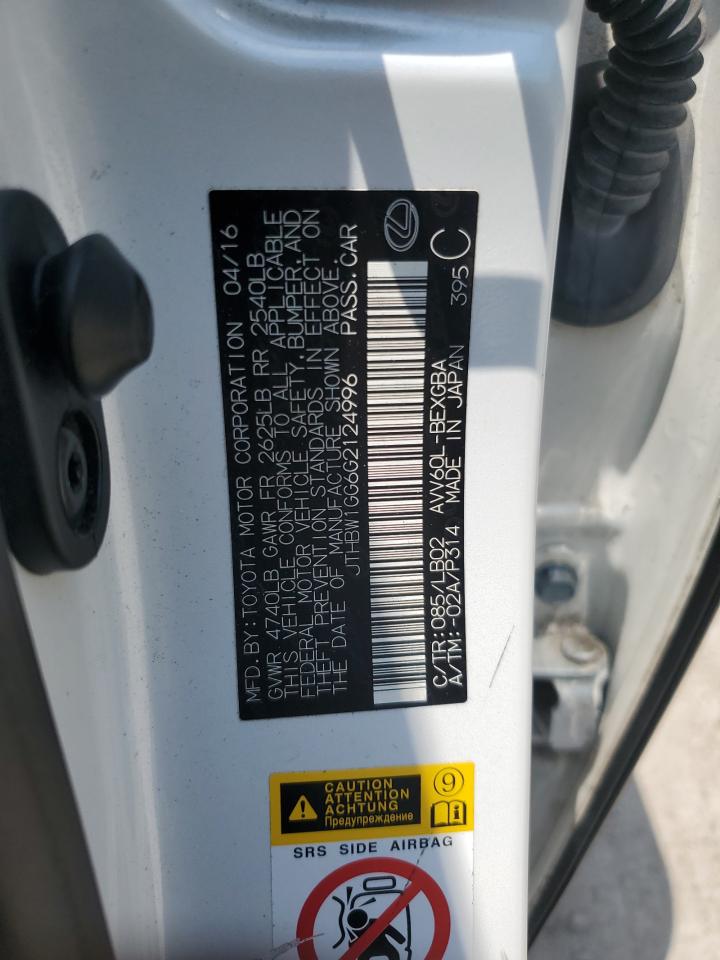 MFD.BY:TOYOTA MOTOR CORPORATION 04/16
GVWR 4740LB GAWR FR 2625LB RR 2540LB
THIS VEHICLE CONFORMS TO ALL APPLICABLE
FEDERAL MOTOR VEHICLE SAFETY,BUMPER,AND
THEFT PREVENTION STANDARDS IN EFFECT ON
THE DATE OF MANUFACTURE SHOWN ABOVE.
JTHBW1GG6G2124996 PASS.CAR
C/TR:085/LB02 AVV60L-BEXGBA
A/TM:-02A/P314 MADE IN JAPAN 395 C
CAUTION
ATTENTION
ACHTUNG
Предупреждение
9
i
SRS SIDE AIRBAG